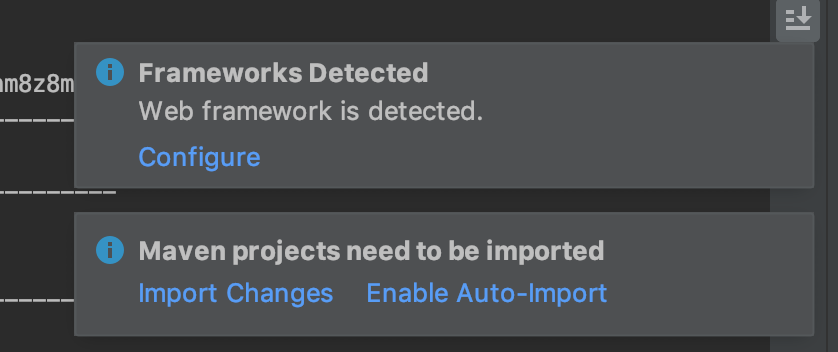 Frameworks Detected
Web framework is detected.
Configure
Maven projects need to be imported
Import Changes Enable Auto-Import